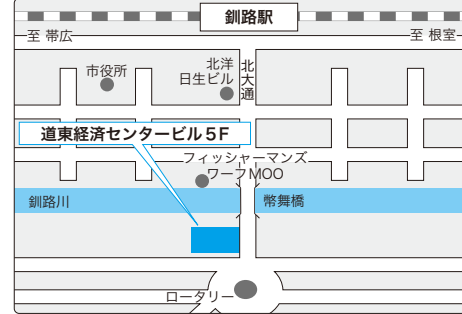 釧路駅
至 帯広
至 根室
市役所
北洋
日生ビル
北大通
道東経済センタービル5F
フィッシャーマンズ
ワーフMOO
釧路川
幣舞橋
ロータリー